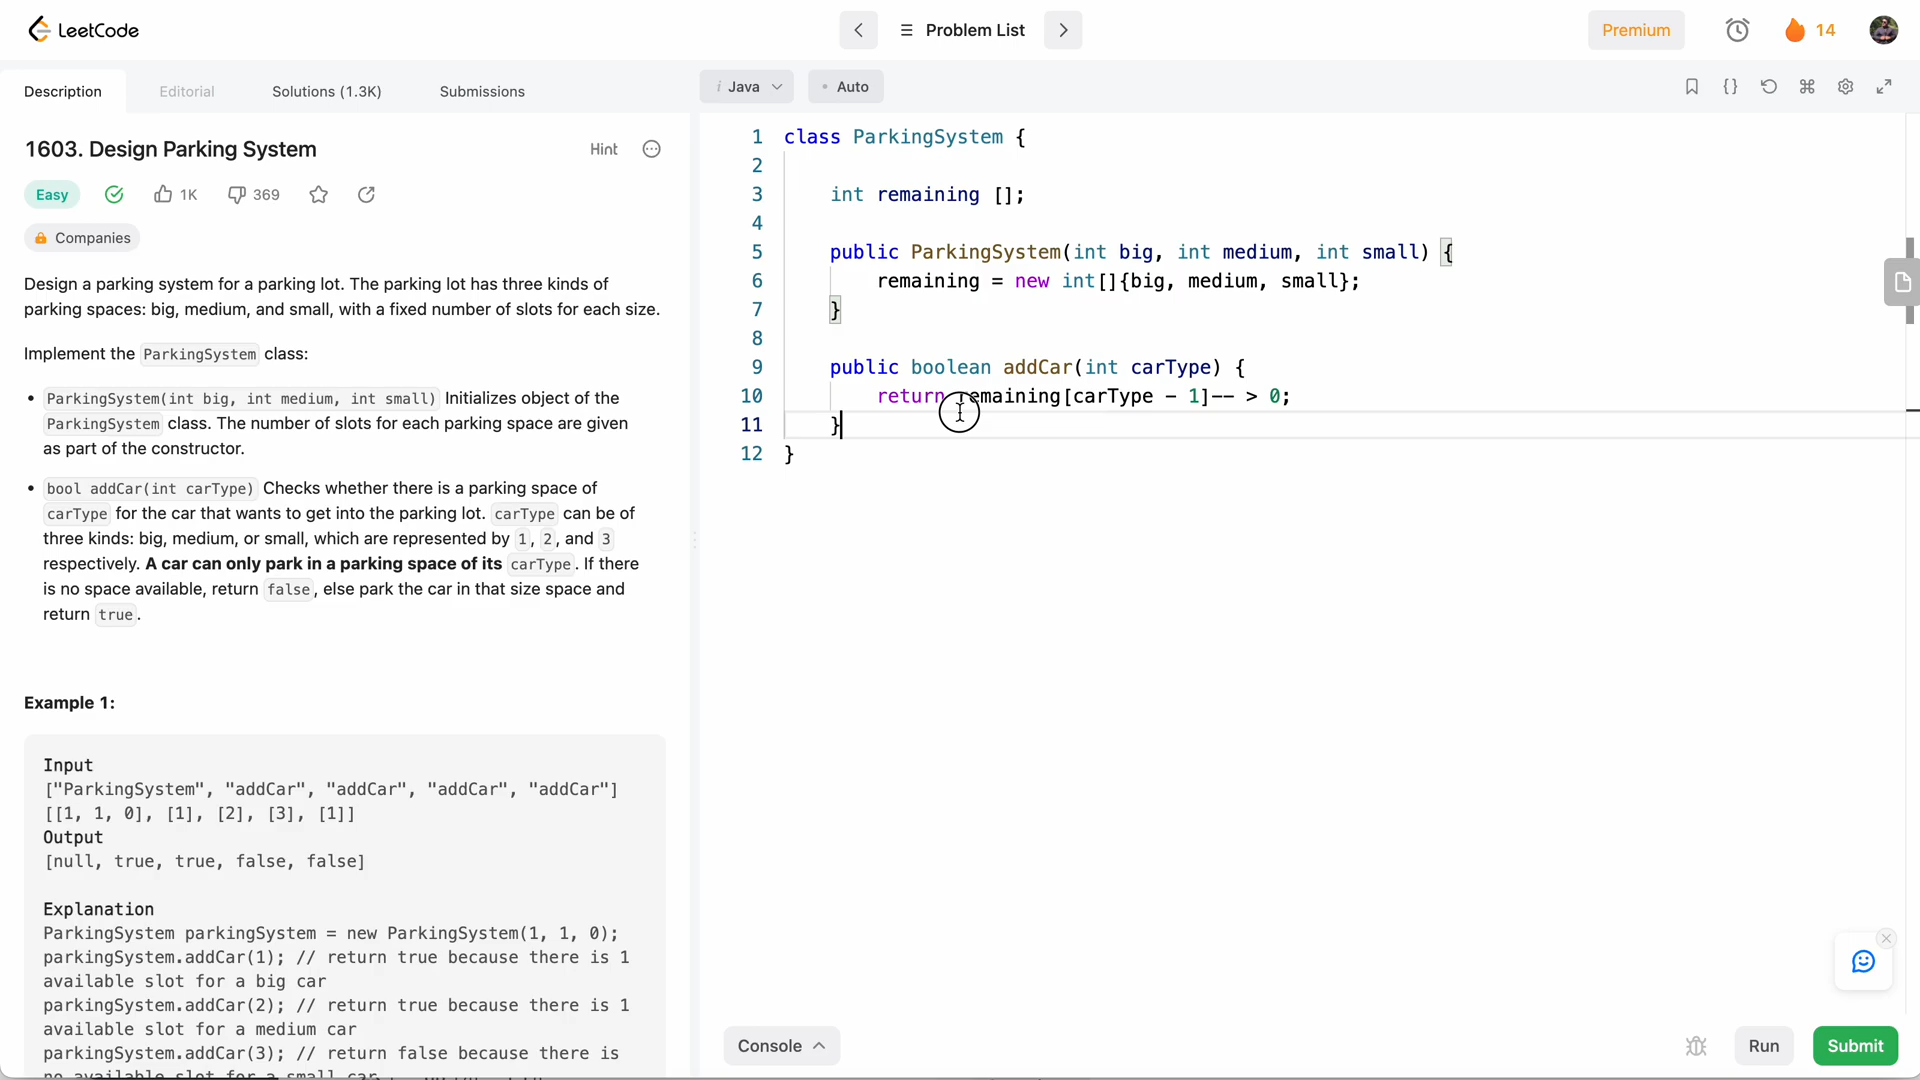 LeetCode
Problem List
Premium
14
Description
Editorial
Solutions (1.3K)
Submissions
i Java
• Auto
{}
1603. Design Parking System
Hint
Easy
1K
369
Companies
Design a parking system for a parking lot. The parking lot has three kinds of
parking spaces: big, medium, and small, with a fixed number of slots for each size.
Implement the ParkingSystem class:
• ParkingSystem(int big, int medium, int small) Initializes object of the
ParkingSystem class. The number of slots for each parking space are given
as part of the constructor.
• bool addCar(int carType) Checks whether there is a parking space of
carType for the car that wants to get into the parking lot. carType can be of
three kinds: big, medium, or small, which are represented by 1, 2, and 3
respectively. A car can only park in a parking space of its carType. If there
is no space available, return false, else park the car in that size space and
return true.
Example 1:
Input
["ParkingSystem", "addCar", "addCar", "addCar", "addCar"]
[[1, 1, 0], [1], [2], [3], [1]]
Output
[null, true, true, false, false]
Explanation
ParkingSystem parkingSystem = new ParkingSystem(1, 1, 0);
parkingSystem.addCar(1); // return true because there is 1
available slot for a big car
parkingSystem.addCar(2); // return true because there is 1
available slot for a medium car
parkingSystem.addCar(3); // return false because there is
no available slot for a small car
1 class ParkingSystem {
2
3 int remaining [];
4
5 public ParkingSystem(int big, int medium, int small) {
6 remaining = new int[]{big, medium, small};
7 }
8
9 public boolean addCar(int carType) {
10 return remaining[carType - 1]-- > 0;
11 }
12 }
Console
Run
Submit